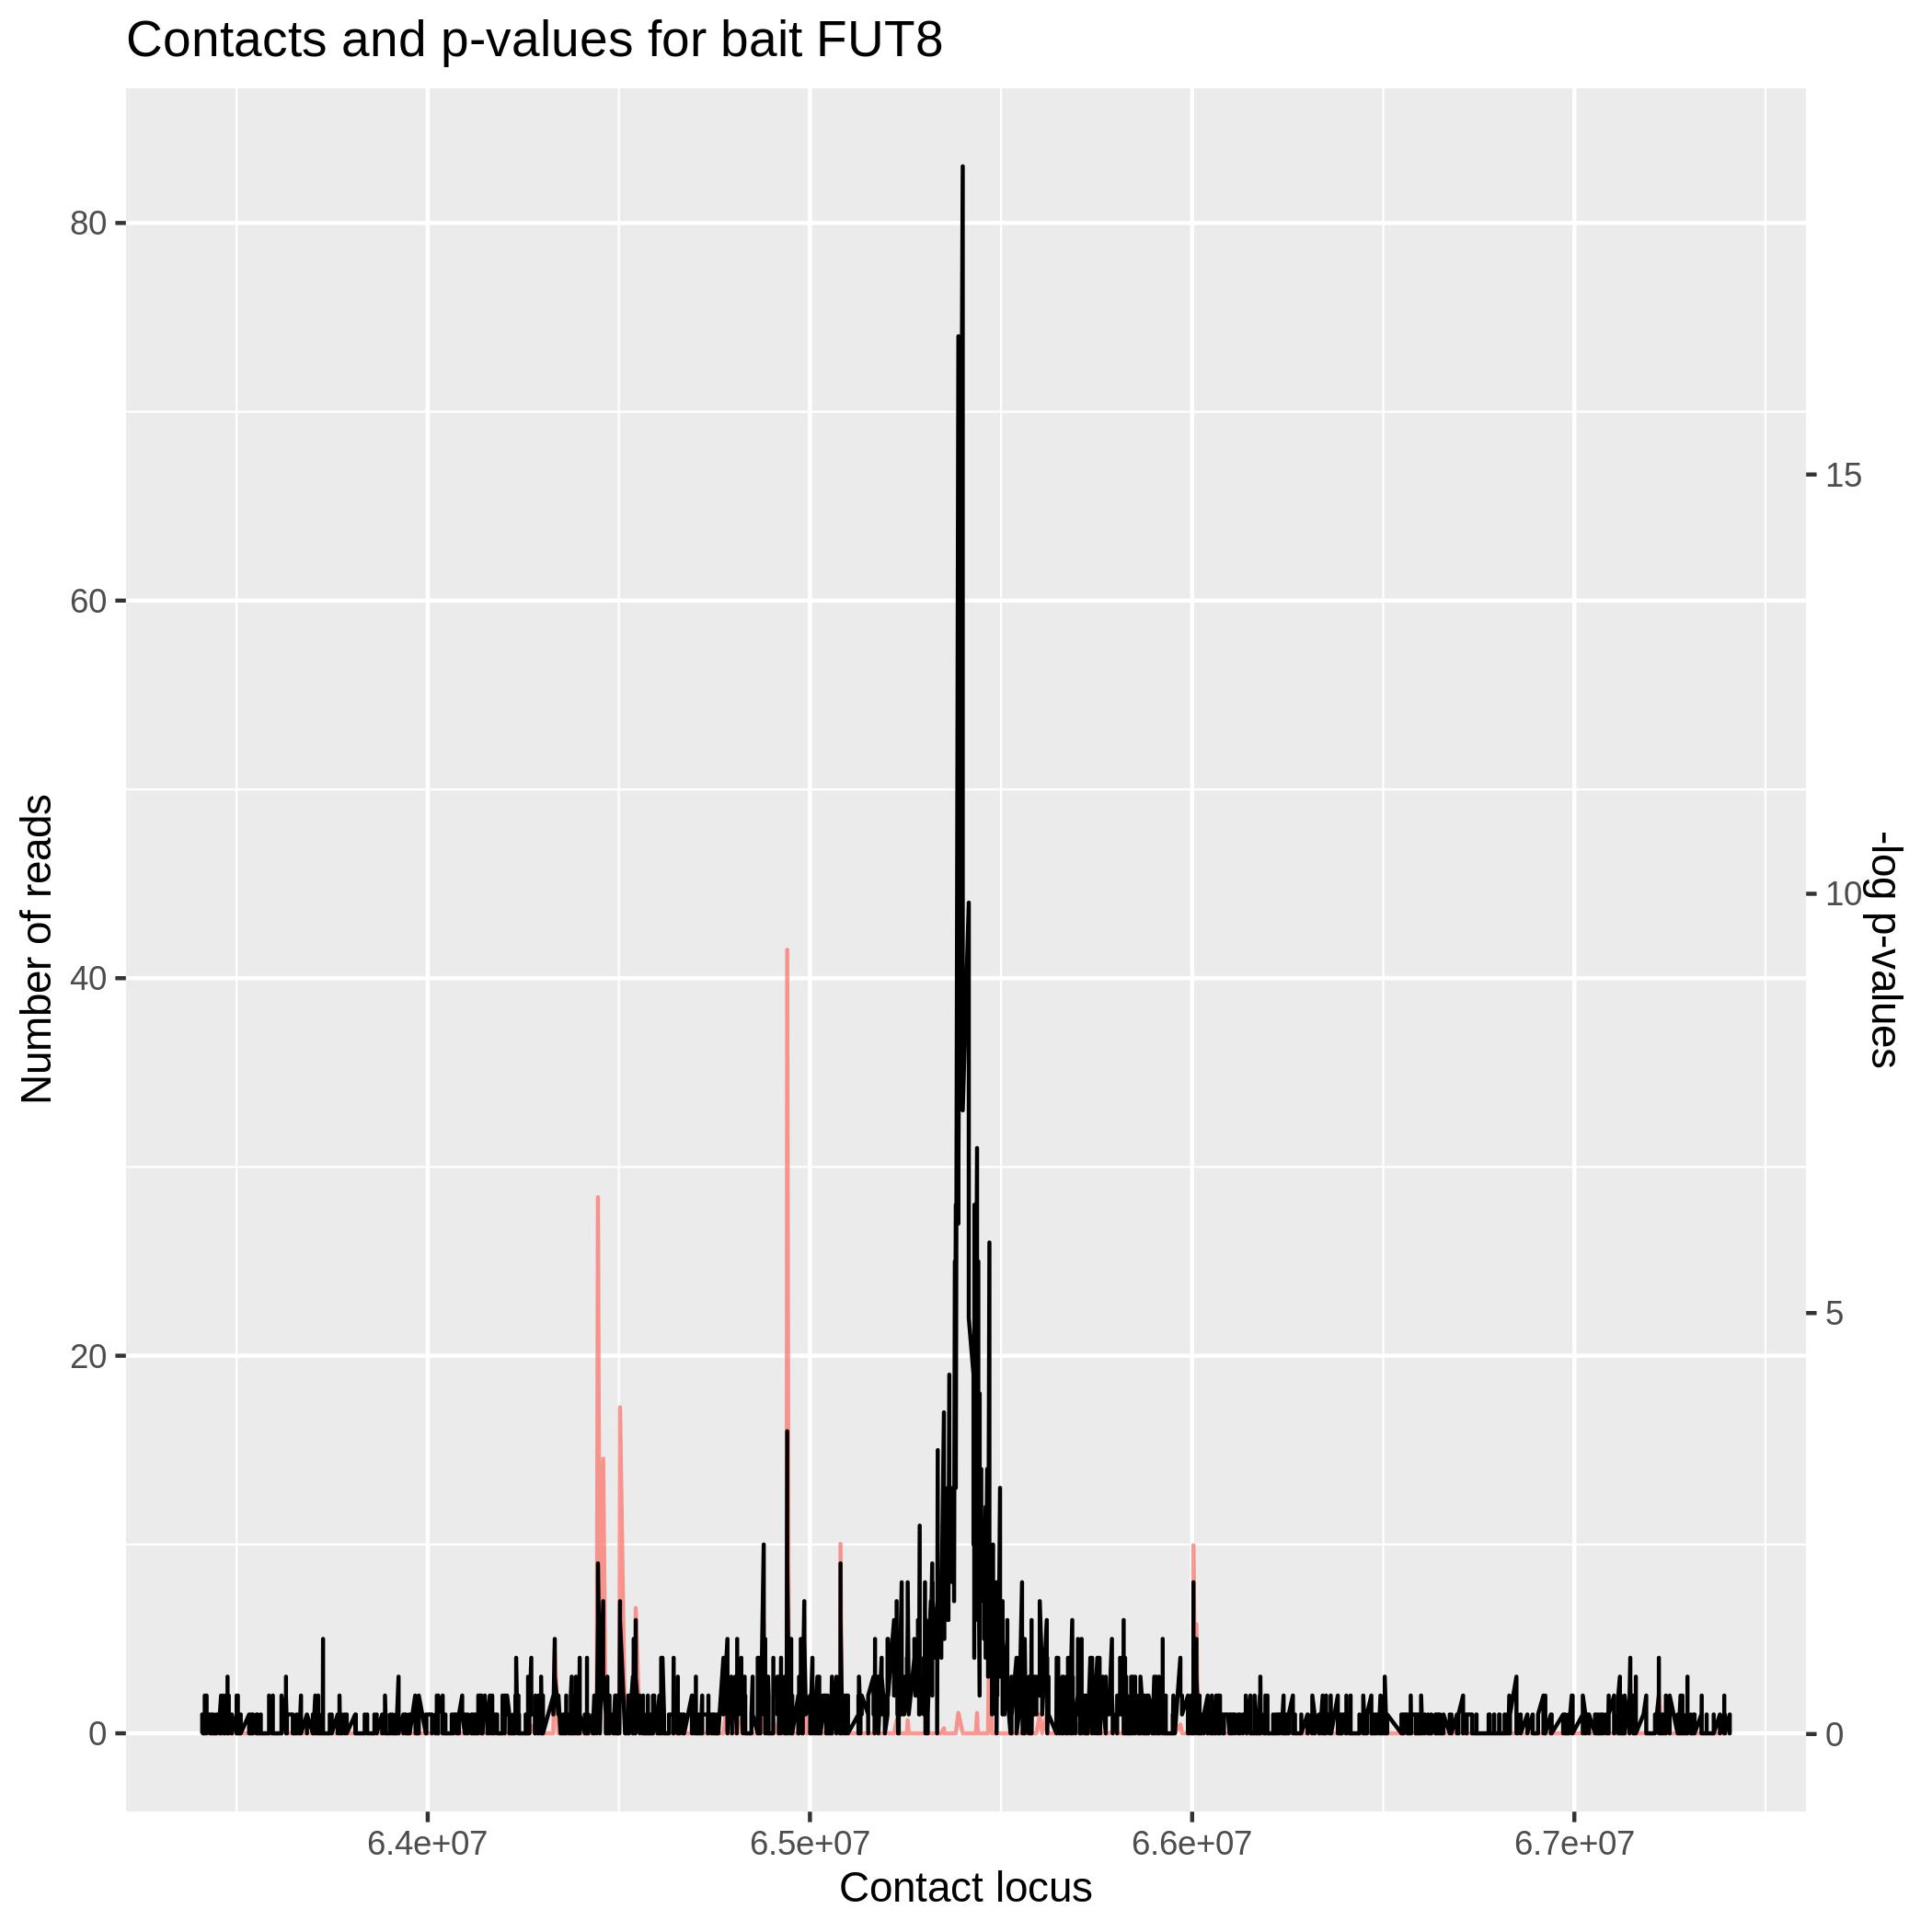 Contacts and p-values for bait FUT8
Number of reads
80
60
40
20
0
15
10
5
0
-log p-values
6.4e+07
6.5e+07
6.6e+07
6.7e+07
Contact locus